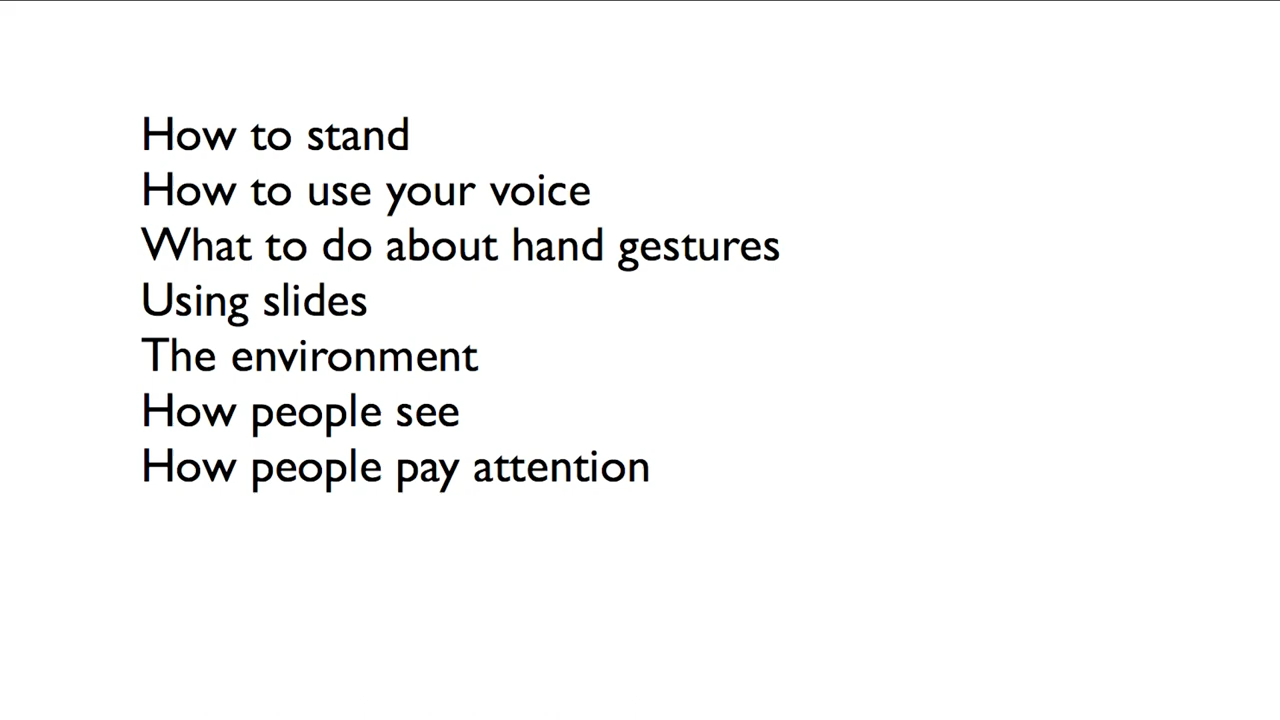 How to stand
How to use your voice
What to do about hand gestures
Using slides
The environment
How people see
How people pay attention